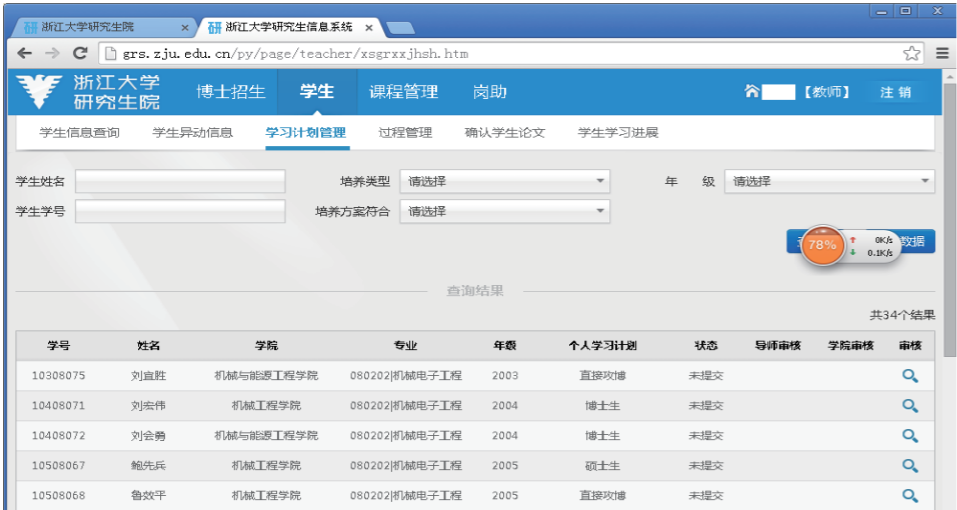 研 浙江大学研究生院 × 研 浙江大学研究生信息系统 ×
grs.zju.edu.cn/py/page/teacher/xsgrxxjhsh.htm
浙江大学
研究生院
博士招生 学生 课程管理 岗助 【教师】 注 销
学生信息查询 学生异动信息 学习计划管理 过程管理 确认学生论文 学生学习进展
学生姓名 培养类型 请选择 年 级 请选择
学生学号 培养方案符合 请选择
78% 0K/s 数据
0.1K/s
查询结果
共34个结果
学号 姓名 学院 专业 年级 个人学习计划 状态 导师审核 学院审核 审核
10308075 刘宜胜 机械与能源工程学院 080202|机械电子工程 2003 直接攻博 未提交
10408071 刘宏伟 机械工程学院 080202|机械电子工程 2004 博士生 未提交
10408072 刘会勇 机械与能源工程学院 080202|机械电子工程 2004 博士生 未提交
10508067 鲍先兵 机械工程学院 080202|机械电子工程 2005 硕士生 未提交
10508068 鲁效平 机械工程学院 080202|机械电子工程 2005 直接攻博 未提交